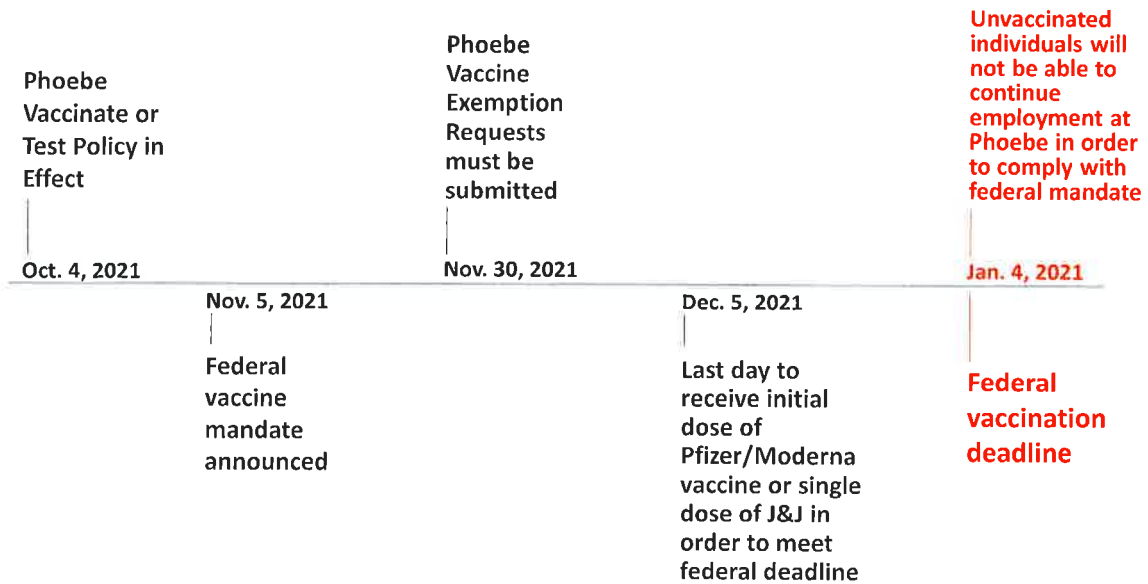 Phoebe
Vaccinate or
Test Policy in
Effect
Oct. 4, 2021
Nov. 5, 2021
Federal
vaccine
mandate
announced
Phoebe
Vaccine
Exemption
Requests
must be
submitted
Nov. 30, 2021
Dec. 5, 2021
Last day to
receive initial
dose of
Pfizer/Moderna
vaccine or single
dose of J&J in
order to meet
federal deadline
Unvaccinated
individuals will
not be able to
continue
employment at
Phoebe in order
to comply with
federal mandate
Jan. 4, 2021
Federal
vaccination
deadline